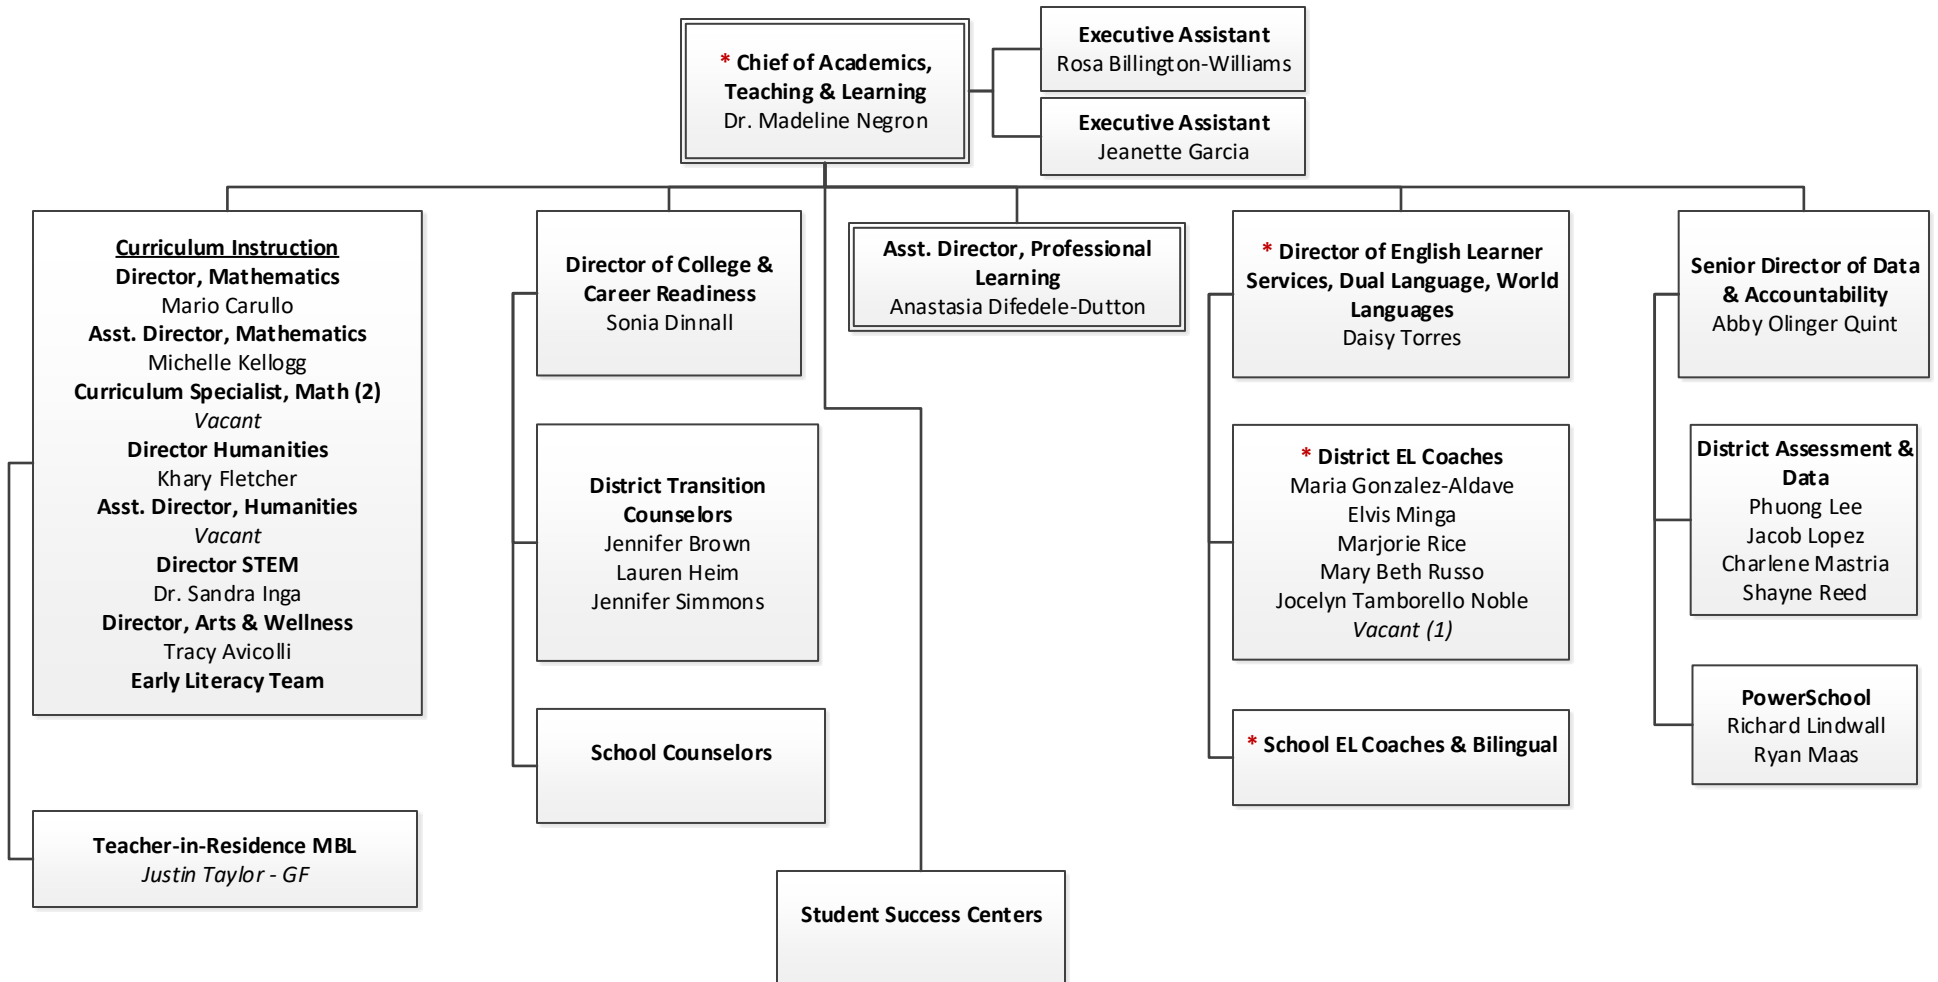 * Chief of Academics,
Teaching & Learning
Dr. Madeline Negron
Executive Assistant
Rosa Billington-Williams
Executive Assistant
Jeanette Garcia
Curriculum Instruction
Director, Mathematics
Mario Carullo
Asst. Director, Mathematics
Michelle Kellogg
Curriculum Specialist, Math (2)
Vacant
Director Humanities
Khary Fletcher
Asst. Director, Humanities
Vacant
Director STEM
Dr. Sandra Inga
Director, Arts & Wellness
Tracy Avicolli
Early Literacy Team
Teacher-in-Residence MBL
Justin Taylor - GF
Director of College &
Career Readiness
Sonia Dinnall
District Transition
Counselors
Jennifer Brown
Lauren Heim
Jennifer Simmons
School Counselors
Student Success Centers
Asst. Director, Professional
Learning
Anastasia Difedele-Dutton
* Director of English Learner
Services, Dual Language, World
Languages
Daisy Torres
* District EL Coaches
Maria Gonzalez-Aldave
Elvis Minga
Marjorie Rice
Mary Beth Russo
Jocelyn Tamborello Noble
Vacant (1)
* School EL Coaches & Bilingual
Senior Director of Data
& Accountability
Abby Olinger Quint
District Assessment &
Data
Phuong Lee
Jacob Lopez
Charlene Mastria
Shayne Reed
PowerSchool
Richard Lindwall
Ryan Maas